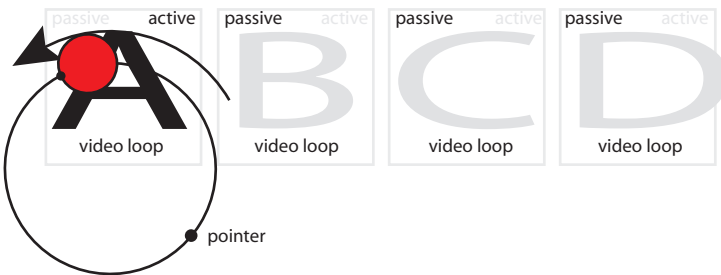 passive active passive active passive active passive active
A B C D
video loop video loop video loop video loop
pointer